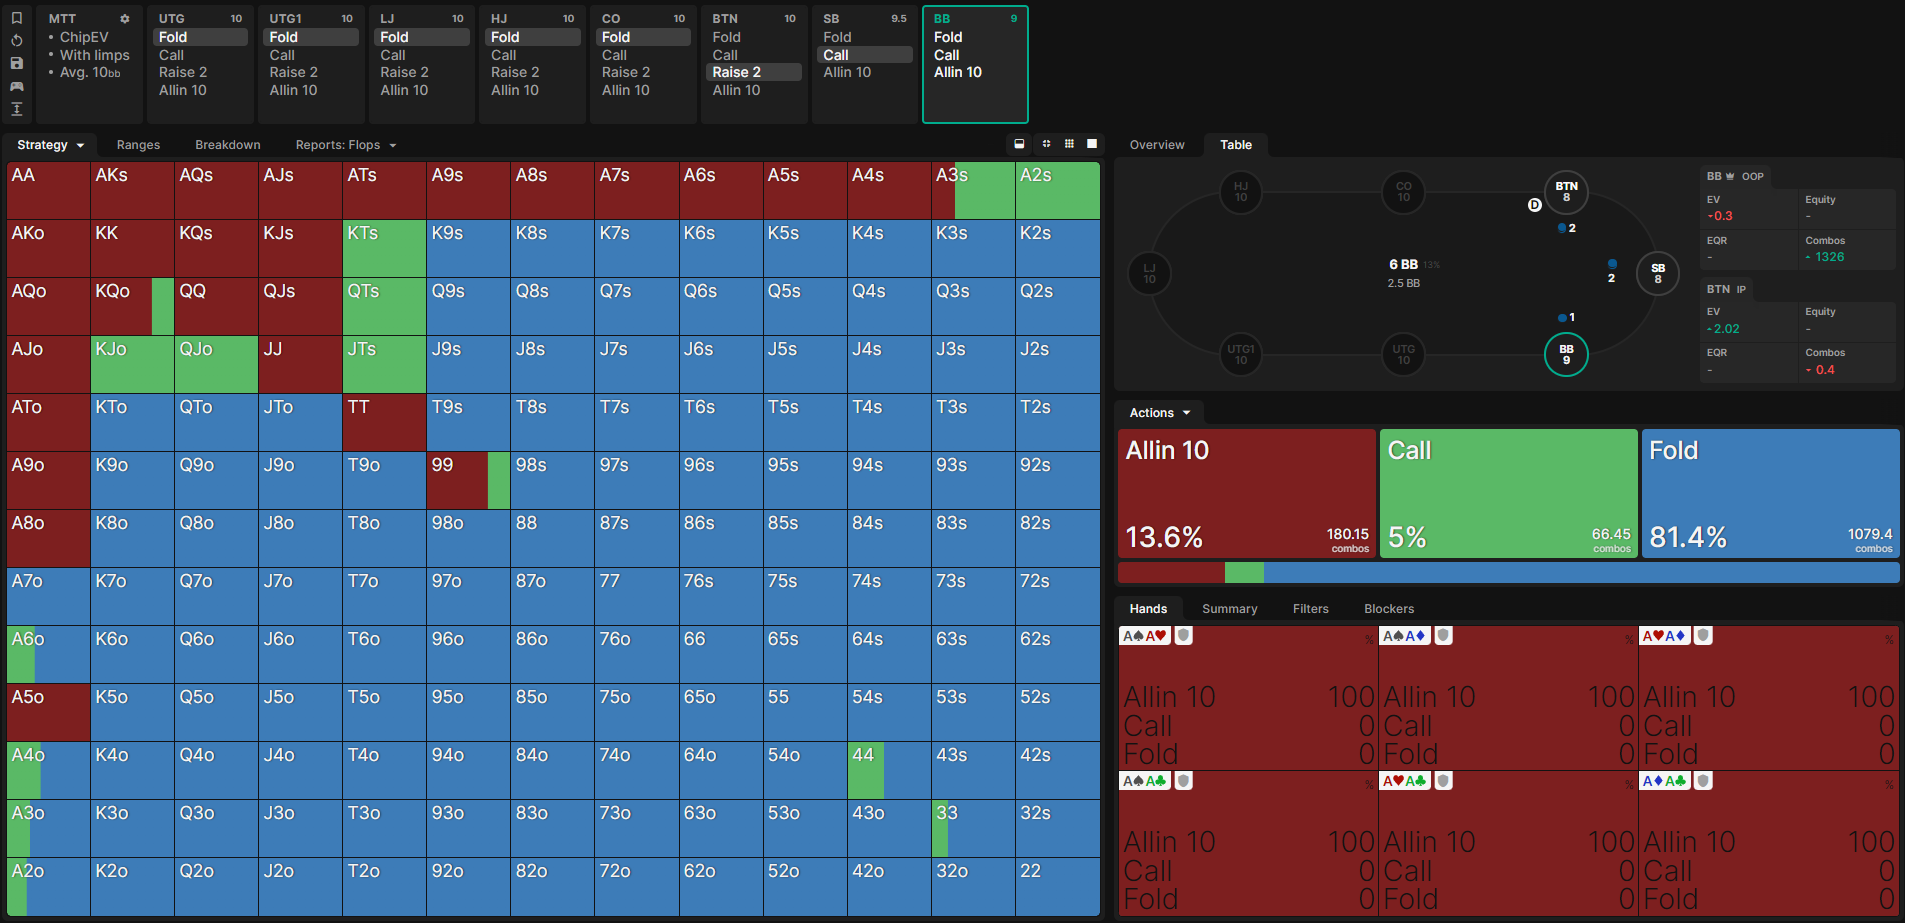 MTT
• ChipEV
• With limps
• Avg. 10bb
UTG 10
Fold
Call
Raise 2
Allin 10
UTG1 10
Fold
Call
Raise 2
Allin 10
LJ 10
Fold
Call
Raise 2
Allin 10
HJ 10
Fold
Call
Raise 2
Allin 10
CO 10
Fold
Call
Raise 2
Allin 10
BTN 10
Fold
Call
Raise 2
Allin 10
SB 9.5
Fold
Call
Allin 10
BB 9
Fold
Call
Allin 10
Strategy Ranges Breakdown Reports: Flops
AA AKs AQs AJs ATs A9s A8s A7s A6s A5s A4s A3s A2s
AKo KK KQs KJs KTs K9s K8s K7s K6s K5s K4s K3s K2s
AQo KQo QQ QJs QTs Q9s Q8s Q7s Q6s Q5s Q4s Q3s Q2s
AJo KJo QJo JJ JTs J9s J8s J7s J6s J5s J4s J3s J2s
ATo KTo QTo JTo TT T9s T8s T7s T6s T5s T4s T3s T2s
A9o K9o Q9o J9o T9o 99 98s 97s 96s 95s 94s 93s 92s
A8o K8o Q8o J8o T8o 98o 88 87s 86s 85s 84s 83s 82s
A7o K7o Q7o J7o T7o 97o 87o 77 76s 75s 74s 73s 72s
A6o K6o Q6o J6o T6o 96o 86o 76o 66 65s 64s 63s 62s
A5o K5o Q5o J5o T5o 95o 85o 75o 65o 55 54s 53s 52s
A4o K4o Q4o J4o T4o 94o 84o 74o 64o 54o 44 43s 42s
A3o K3o Q3o J3o T3o 93o 83o 73o 63o 53o 43o 33 32s
A2o K2o Q2o J2o T2o 92o 82o 72o 62o 52o 42o 32o 22
Overview Table
HJ
10
CO
10
BTN
8
D
2
LJ
10
6 BB 13%
2.5 BB
2
SB
8
1
UTG1
10
UTG
10
BB
9
BB OOP
EV Equity
-0.3 -
EQR Combos
- 1326
BTN IP
EV Equity
2.02 -
EQR Combos
- 0.4
Actions
Allin 10
13.6% 180.15
combos
Call
5% 66.45
combos
Fold
81.4% 1079.4
combos
Hands Summary Filters Blockers
A♠A♥ %
Allin 10 100
Call 0
Fold 0
A♠A♦ %
Allin 10 100
Call 0
Fold 0
A♥A♦ %
Allin 10 100
Call 0
Fold 0
A♠A♣ %
Allin 10 100
Call 0
Fold 0
A♥A♣ %
Allin 10 100
Call 0
Fold 0
A♦A♣ %
Allin 10 100
Call 0
Fold 0